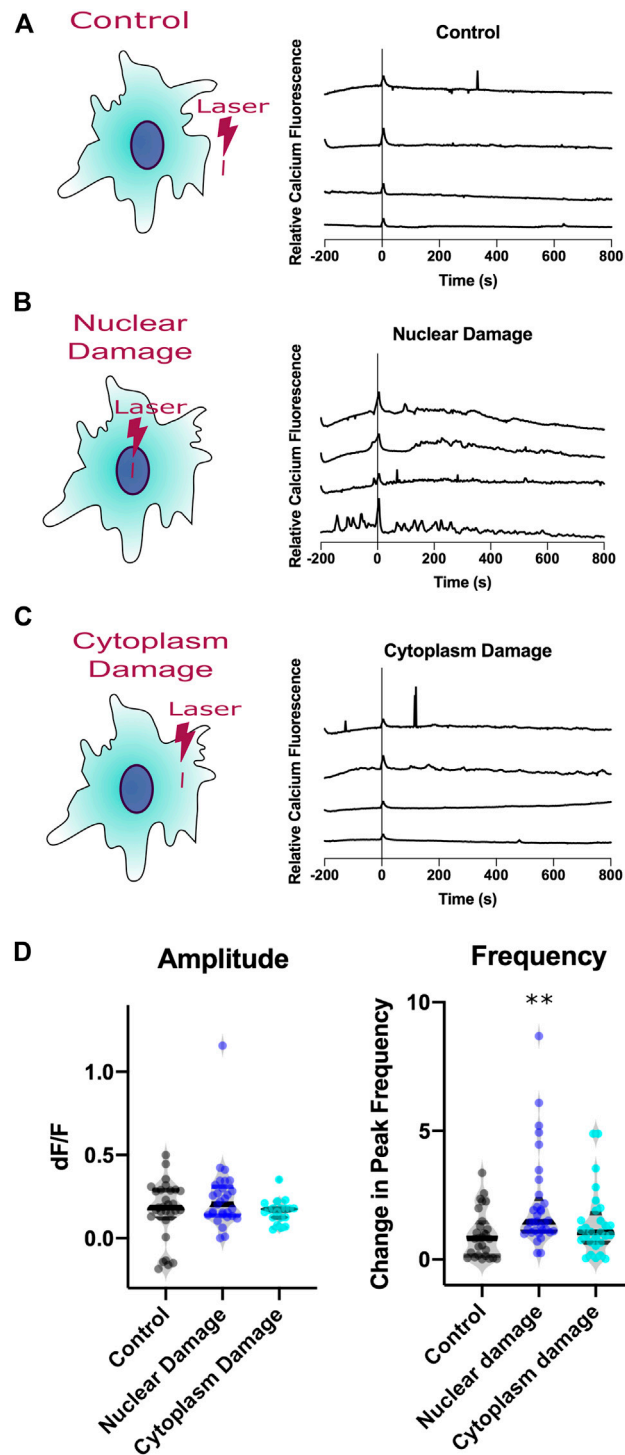 A
Control
Laser
Control
Relative Calcium Fluorescence
-200 0 200 400 600 800
Time (s)
B
Nuclear
Damage
Laser
Nuclear Damage
Relative Calcium Fluorescence
-200 0 200 400 600 800
Time (s)
C
Cytoplasm
Damage
Laser
Cytoplasm Damage
Relative Calcium Fluorescence
-200 0 200 400 600 800
Time (s)
D
Amplitude
dF/F
1.0
0.5
0.0
Control
Nuclear Damage
Cytoplasm Damage
Frequency
**
Change in Peak Frequency
10
5
0
Control
Nuclear damage
Cytoplasm damage